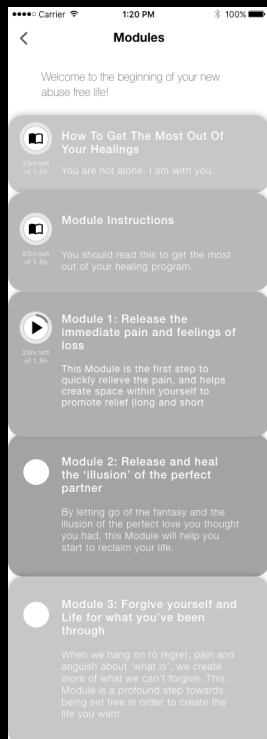 Carrier 1:20 PM 100%
Modules
Welcome to the beginning of your new
abuse free life!
How To Get The Most Out Of
Your Healings
23m left
of 1,5h
You are not alone. I am with you.
Module Instructions
23m left
of 1,5h
You should read this to get the most
out of your healing program.
Module 1: Release the
immediate pain and feelings of
loss
23m left
of 1,5h
This Module is the first step to
quickly relieve the pain, and helps
create space within yourself to
promote relief (long and short
Module 2: Release and heal
the ‘illusion’ of the perfect
partner
By letting go of the fantasy and the
illusion of the perfect love you thought
you had, this Module will help you
start to reclaim your life.
Module 3: Forgive yourself and
Life for what you’ve been
through
When we hang on to regret, pain and
anguish about ‘what is’, we create
more of what we can’t forgive. This
Module is a profound step towards
being set free in order to create the
life you want.